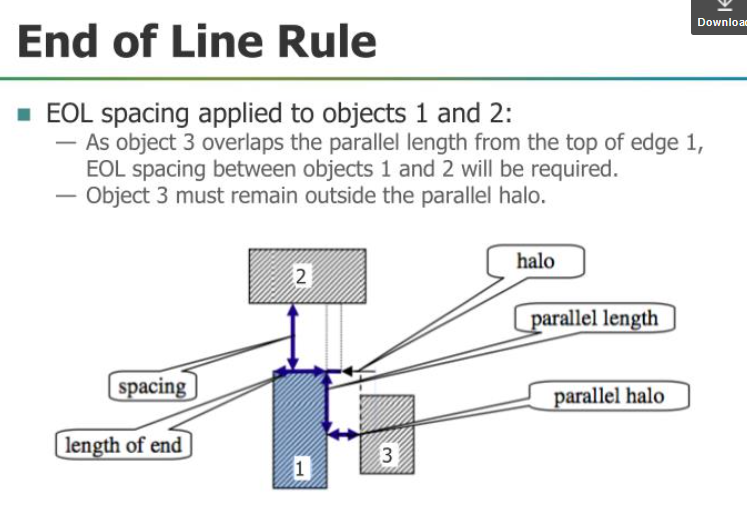 Download
End of Line Rule
EOL spacing applied to objects 1 and 2:
— As object 3 overlaps the parallel length from the top of edge 1,
EOL spacing between objects 1 and 2 will be required.
— Object 3 must remain outside the parallel halo.
halo
2
parallel length
spacing
parallel halo
length of end
3
1